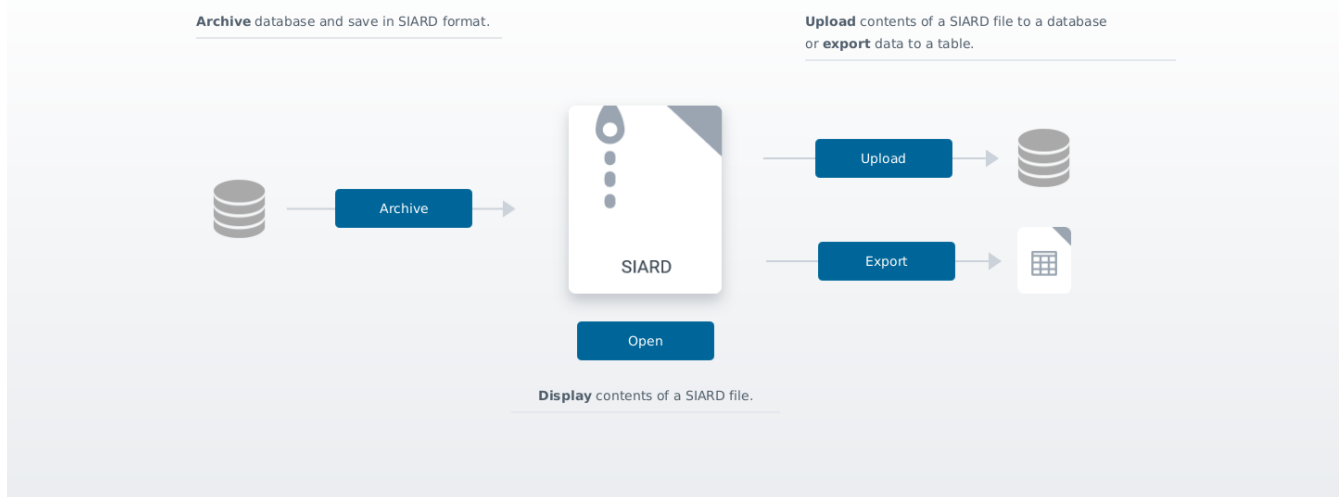 Archive database and save in SIARD format.
Upload contents of a SIARD file to a database
or export data to a table.
Archive
SIARD
Upload
Export
Open
Display contents of a SIARD file.